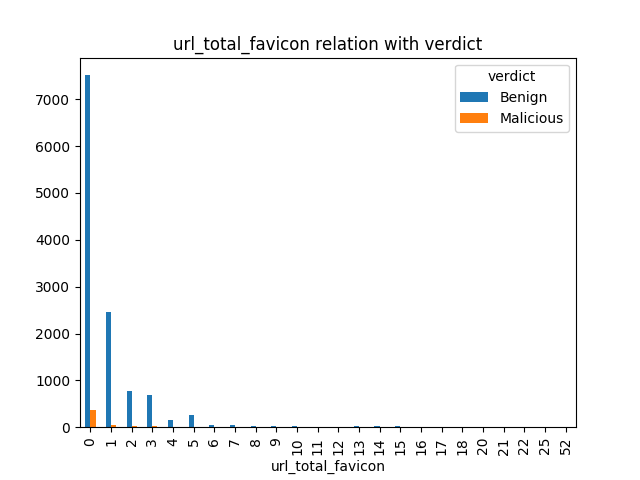 url_total_favicon relation with verdict
verdict
Benign
Malicious
7000
6000
5000
4000
3000
2000
1000
0
0 1 2 3 4 5 6 7 8 9 10 11 12 13 14 15 16 17 18 20 21 22 25 52
url_total_favicon